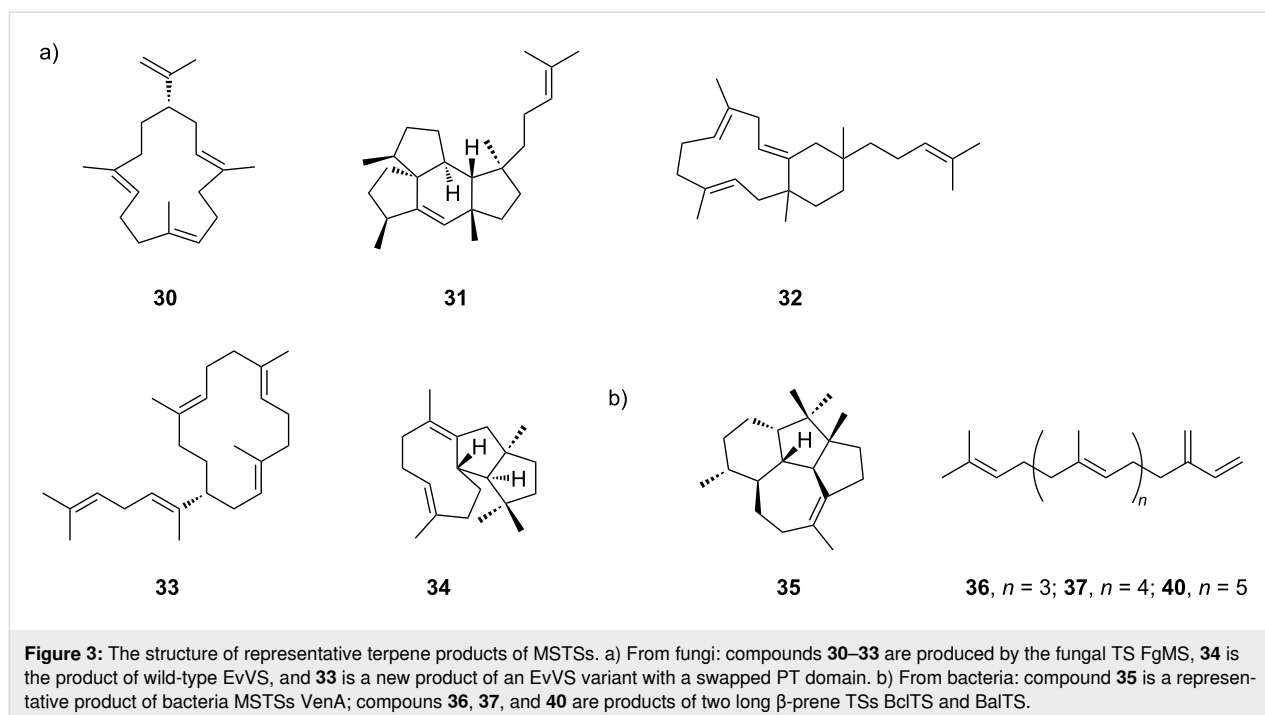 a)
H
H
30
31
32
b)
H
H
H
n
33
34
35
36, n = 3; 37, n = 4; 40, n = 5
Figure 3: The structure of representative terpene products of MSTSs. a) From fungi: compounds 30–33 are produced by the fungal TS FgMS, 34 is
the product of wild-type EvVS, and 33 is a new product of an EvVS variant with a swapped PT domain. b) From bacteria: compound 35 is a represen-
tative product of bacteria MSTSs VenA; compouns 36, 37, and 40 are products of two long β-prene TSs BclTS and BalTS.